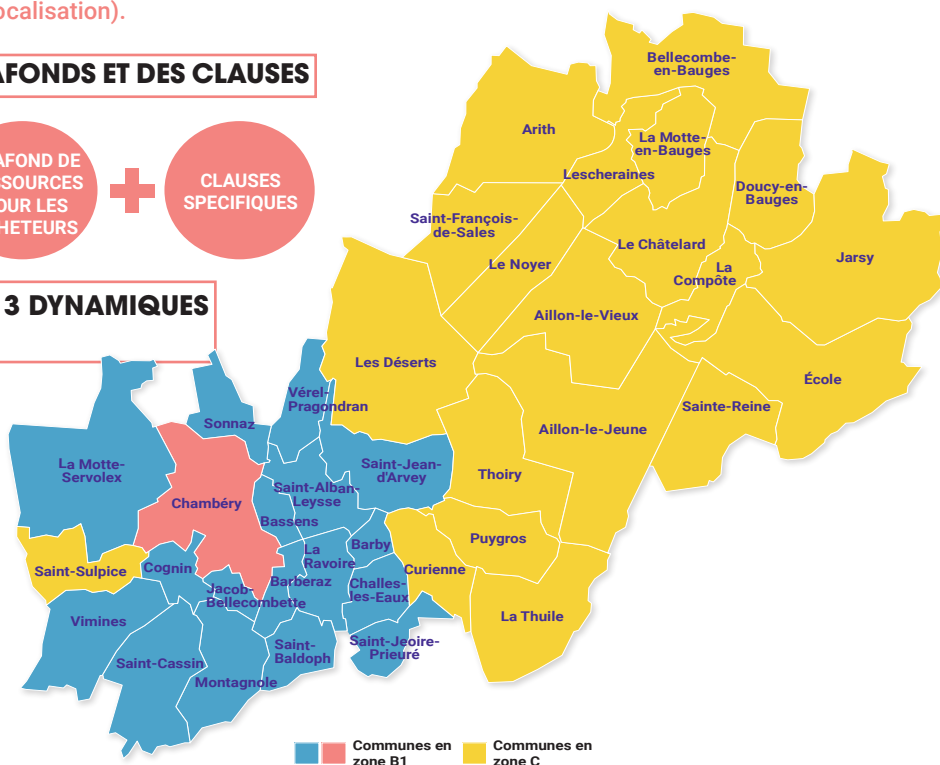 ocalisation).
AFONDS ET DES CLAUSES
AFOND DE
SOURCES
OUR LES
HETEURS
CLAUSES
SPECIFIQUES
3 DYNAMIQUES
Bellecombe-
en-Bauges
Arith
La Motte-
en-Bauges
Lescheraines
Doucy-en-
Bauges
Saint-François-
de-Sales
Le Châtelard
Jarsy
Le Noyer
La
Compôte
Aillon-le-Vieux
Les Déserts
École
Vérel-
Pragondran
Sainte-Reine
Sonnaz
Aillon-le-Jeune
La Motte-
Servolex
Saint-Jean-
d'Arvey
Thoiry
Saint-Alban-
Leysse
Chambéry
Bassens
Puygros
Barby
La
Ravoire
Saint-Sulpice
Cognin
Curienne
Barberaz
Challes-
les-Eaux
Jacob-
Bellecombette
La Thuile
Vimines
Saint-
Baldoph
Saint-Jeoire-
Prieuré
Saint-Cassin
Montagnole
Communes en
zone B1
Communes en
zone C